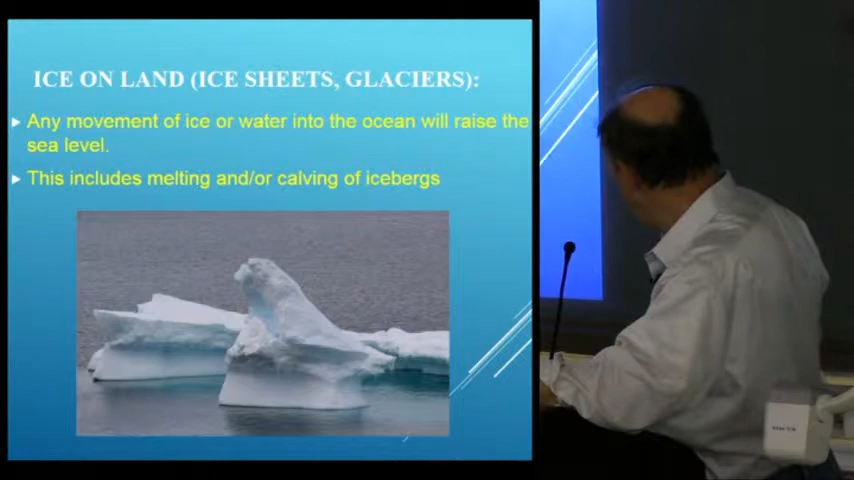 ICE ON LAND (ICE SHEETS, GLACIERS):
Any movement of ice or water into the ocean will raise the
sea level.
This includes melting and/or calving of icebergs